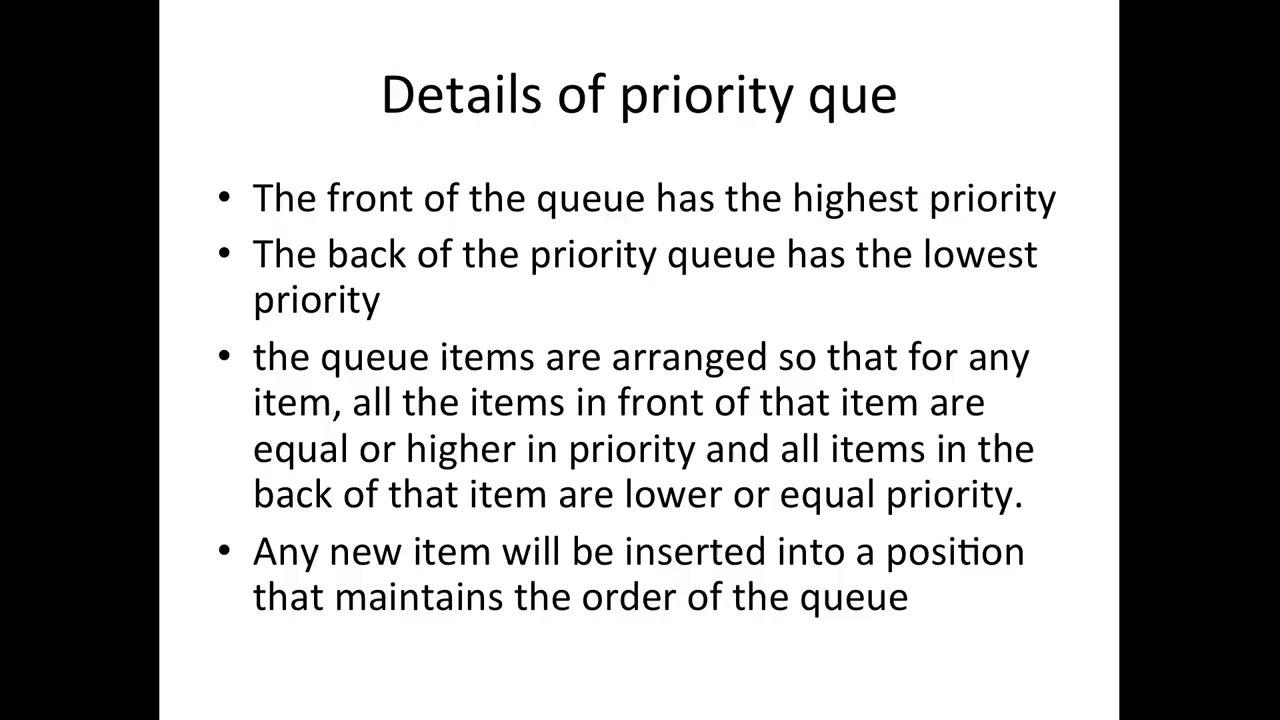 Details of priority que
• The front of the queue has the highest priority
• The back of the priority queue has the lowest
priority
• the queue items are arranged so that for any
item, all the items in front of that item are
equal or higher in priority and all items in the
back of that item are lower or equal priority.
• Any new item will be inserted into a position
that maintains the order of the queue